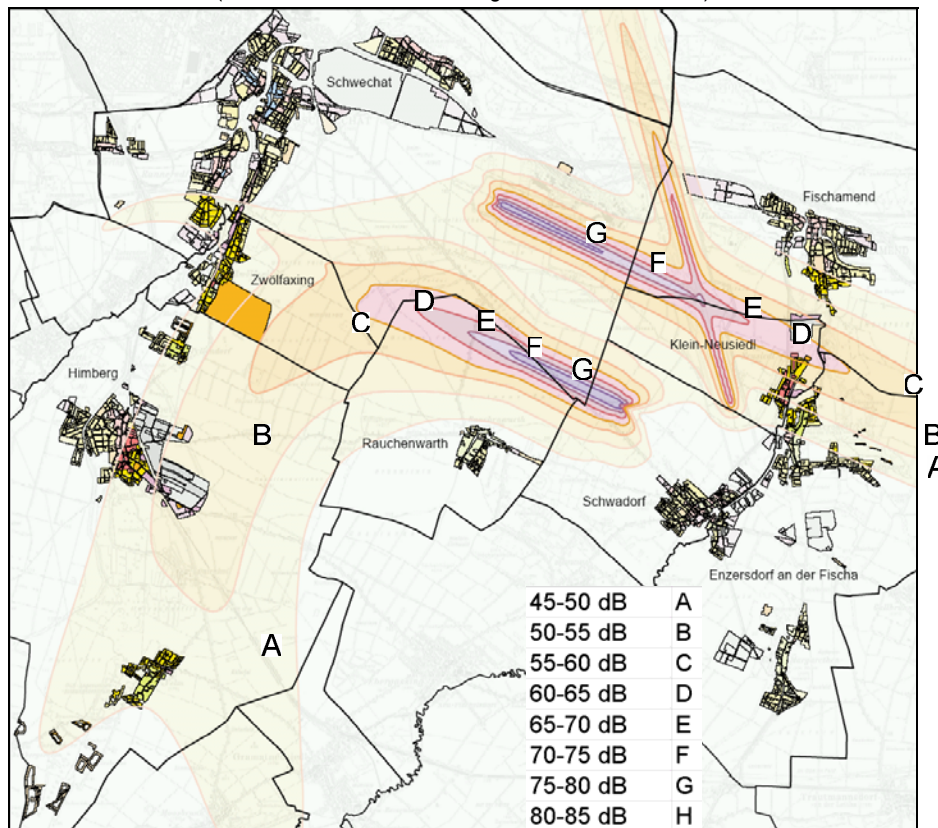 Schwechat
Fischamend
G
F
Zwölfaxing
D
E
E
C
D
F
Klein-Neusiedl
G
Himberg
C
B
B
Rauchenwarth
A
Schwadorf
Enzersdorf an der Fischa
45-50 dB A
50-55 dB B
55-60 dB C
60-65 dB D
65-70 dB E
70-75 dB F
75-80 dB G
80-85 dB H
A